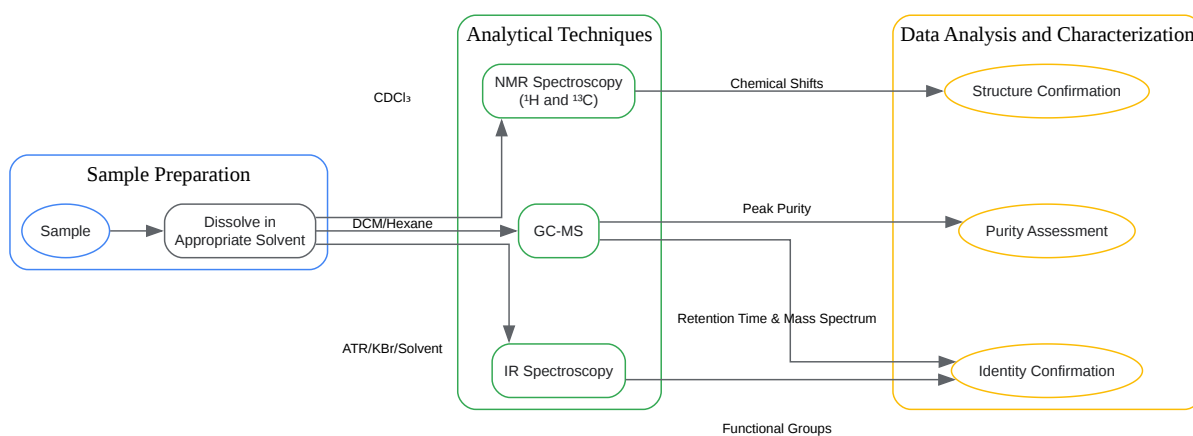 Analytical Techniques
Data Analysis and Characterization
NMR Spectroscopy
(¹H and ¹³C)
Chemical Shifts
Structure Confirmation
CDCl₃
Sample Preparation
Sample
Dissolve in
Appropriate Solvent
DCM/Hexane
GC-MS
Peak Purity
Purity Assessment
Retention Time & Mass Spectrum
ATR/KBr/Solvent
IR Spectroscopy
Identity Confirmation
Functional Groups